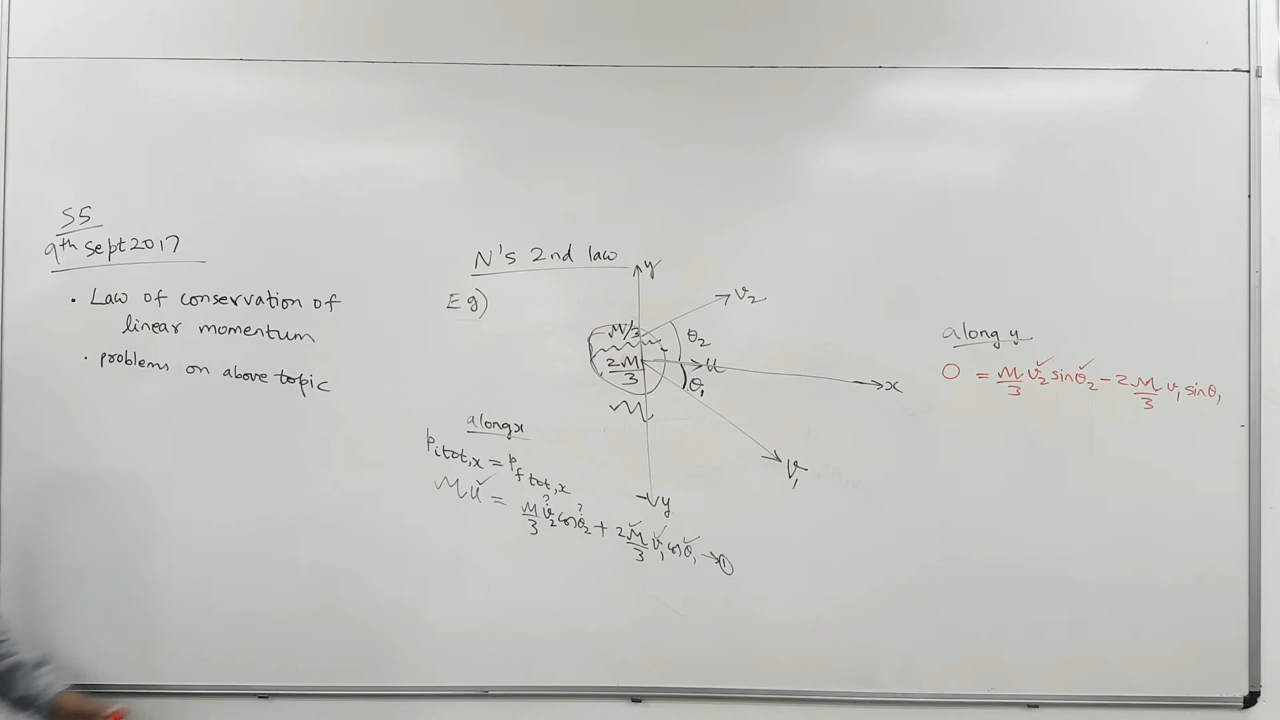 S5
9th Sept 2017
• Law of conservation of
linear momentum
• problems on above topic
N's 2nd law
Eg)
y
v₂
M/3
θ₂
2M/3
u
θ₁
x
M
v₁
-y
along x
pᵢ tot,x = p_f tot,x
Mu✓ = M/3 v₂? cosθ₂? + 2M/3✓ v₁✓ cosθ₁✓ → ①
along y
0 = M/3 v₂✓ sinθ₂✓ - 2M/3 v₁ sinθ₁